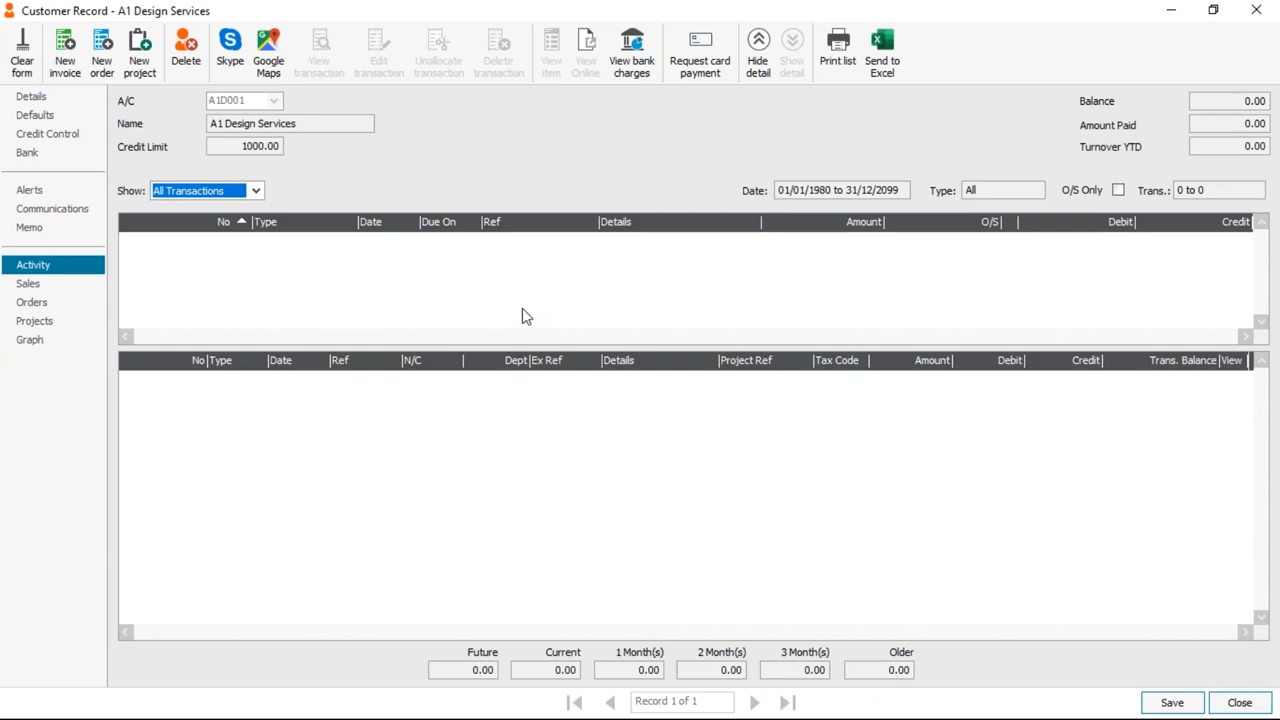 Customer Record - A1 Design Services
Clear form
New invoice
New order
New project
Delete
Skype
Google Maps
View transaction
Edit transaction
Unallocate transaction
Delete transaction
View item
View Online
View bank charges
Request card payment
Hide detail
Show detail
Print list
Send to Excel
Details
Defaults
Credit Control
Bank
Alerts
Communications
Memo
Activity
Sales
Orders
Projects
Graph
A/C A1D001
Name A1 Design Services
Credit Limit 1000.00
Balance 0.00
Amount Paid 0.00
Turnover YTD 0.00
Show: All Transactions Date: 01/01/1980 to 31/12/2099 Type: All O/S Only Trans.: 0 to 0
No Type Date Due On Ref Details Amount O/S Debit Credit
No Type Date Ref N/C Dept Ex Ref Details Project Ref Tax Code Amount Debit Credit Trans. Balance View
Future Current 1 Month(s) 2 Month(s) 3 Month(s) Older
0.00 0.00 0.00 0.00 0.00 0.00
Record 1 of 1
Save Close